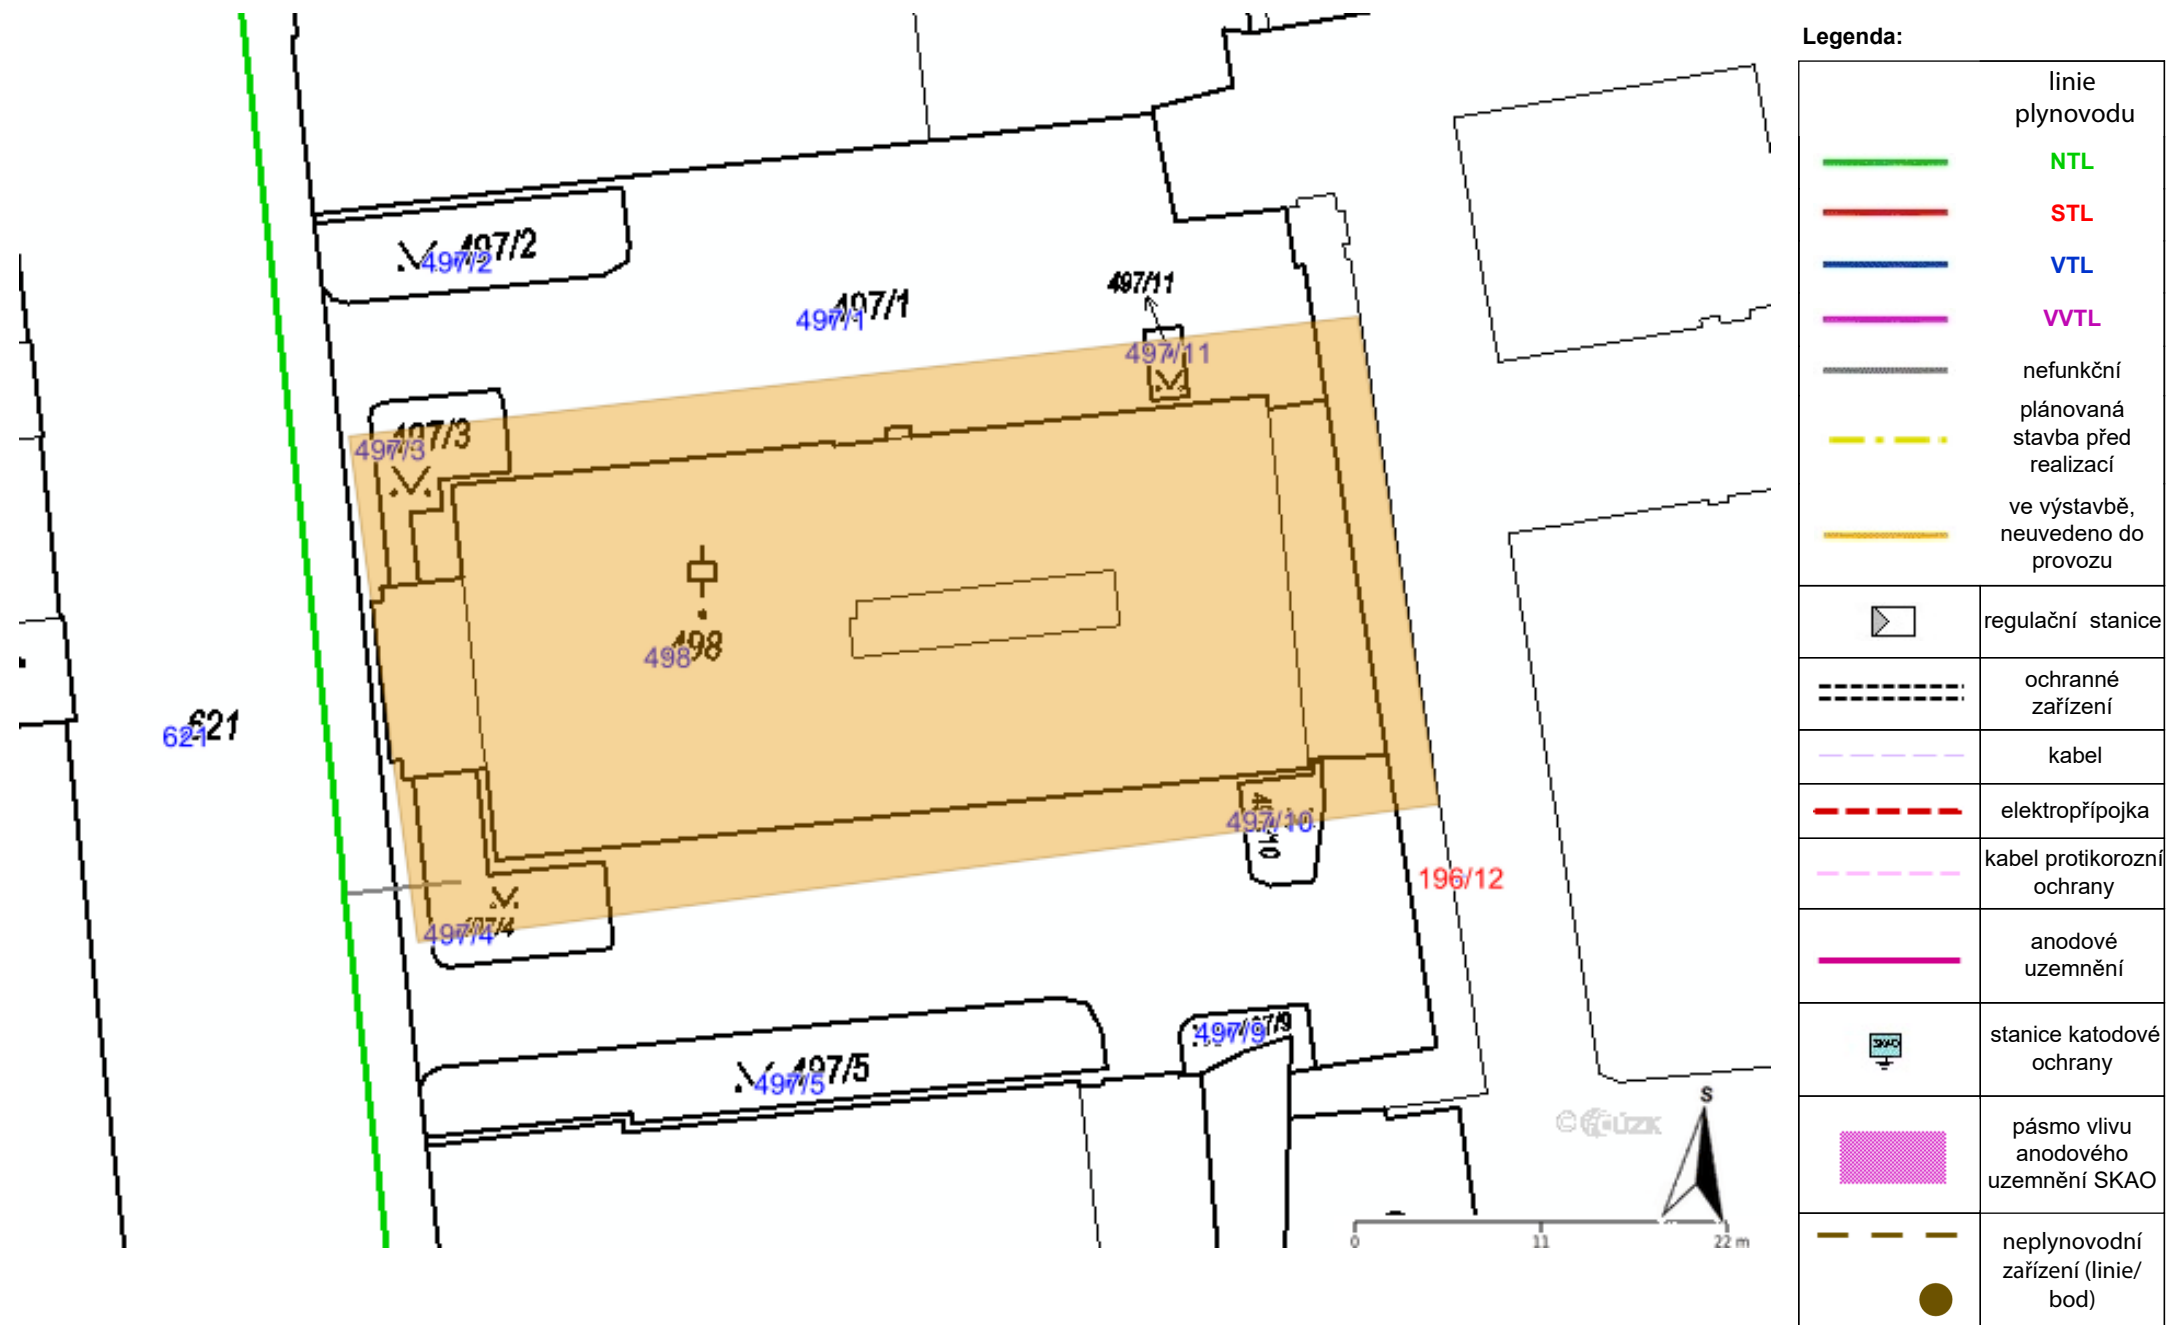 Legenda:
linie
plynovodu
NTL
STL
VTL
VVTL
nefunkční
plánovaná
stavba před
realizací
ve výstavbě,
neuvedeno do
provozu
regulační stanice
ochranné
zařízení
kabel
elektropřípojka
kabel protikorozní
ochrany
anodové
uzemnění
SKAO
stanice katodové
ochrany
pásmo vlivu
anodového
uzemnění SKAO
neplynovodní
zařízení (linie/
bod)
497/2
497/2
497/1
497/1
497/11
497/11
497/3
497/3
498
498
621
621
497/10
497/10
196/12
497/4
497/4
497/9
497/9
497/5
497/5
S
© ČÚZK
0 11 22 m